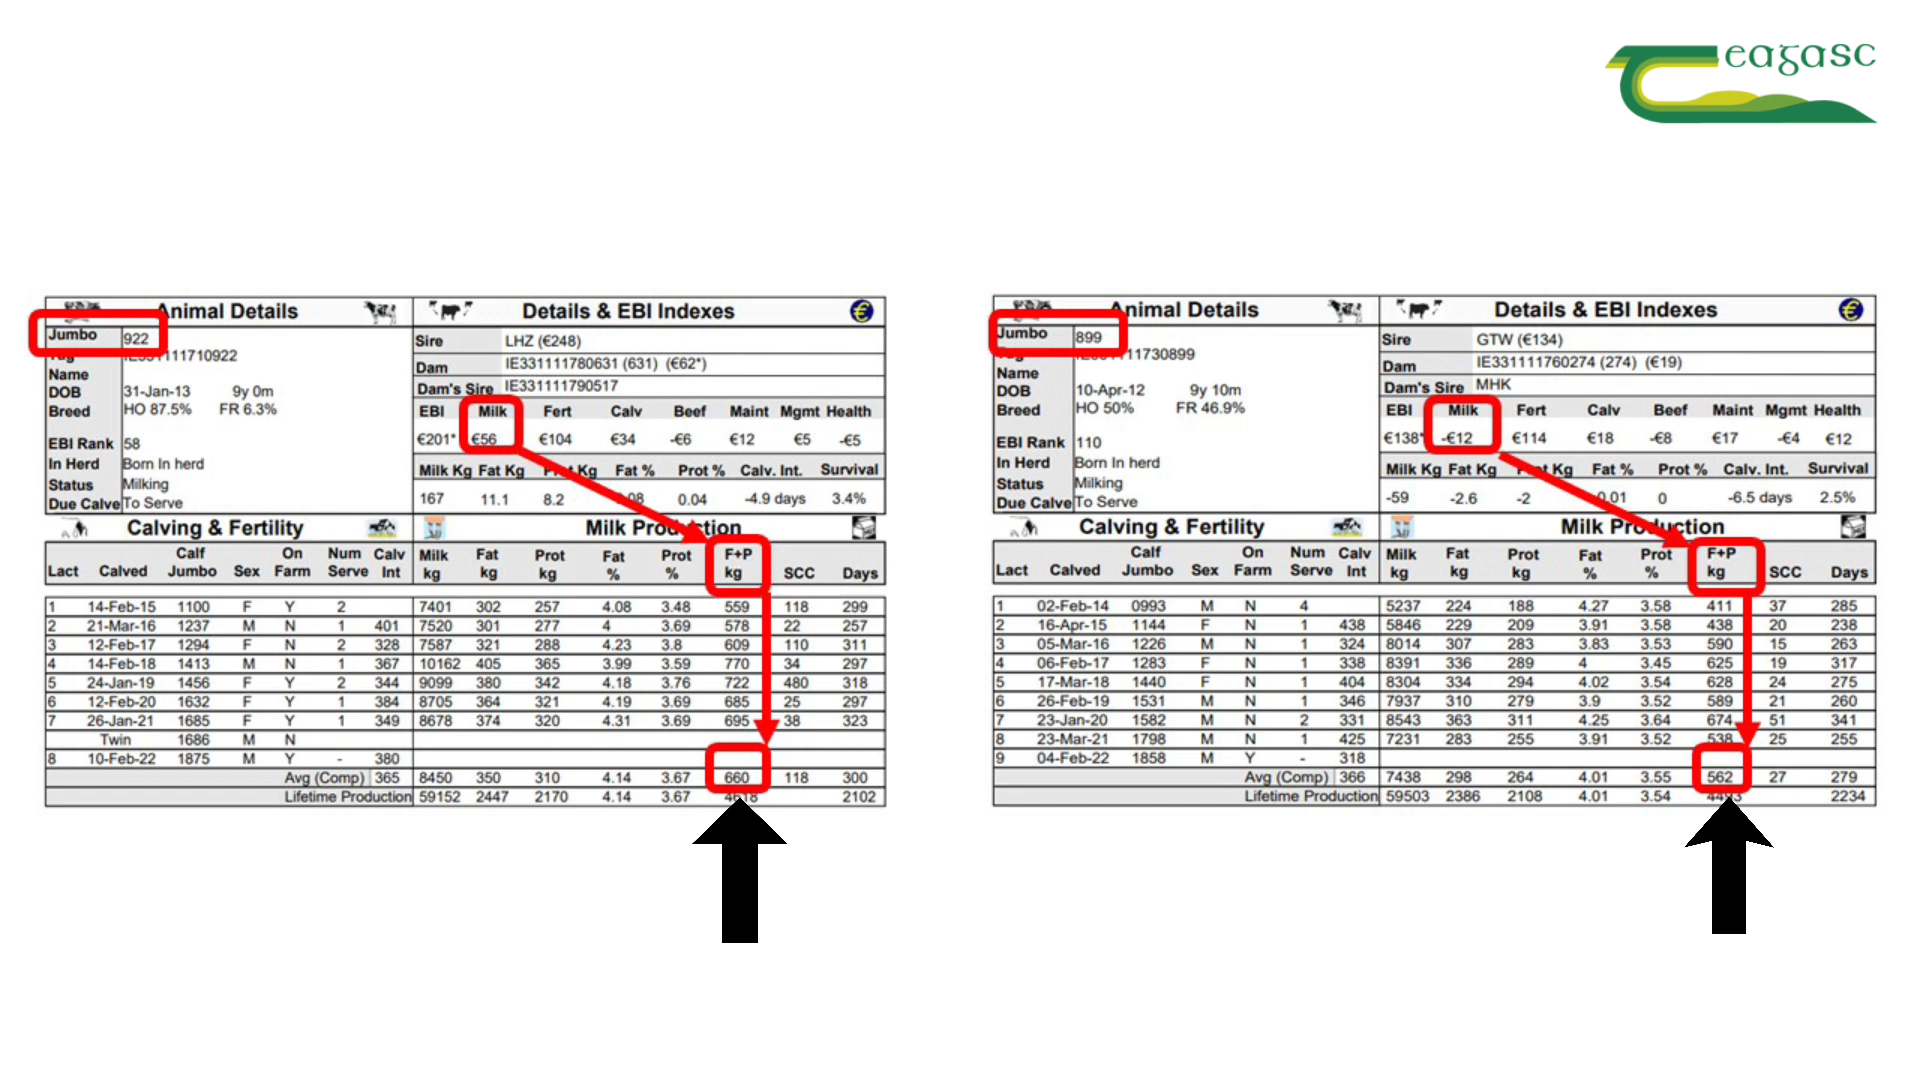 eagasc
Animal Details
Details & EBI Indexes
Jumbo 922
Sire LHZ (€248)
IE331111710922
Dam IE331111780631 (631) (€62*)
Name
Dam's Sire IE331111790517
DOB 31-Jan-13 9y 0m
Breed HO 87.5% FR 6.3%
EBI Milk Fert Calv Beef Maint Mgmt Health
€201* €56 €104 €34 -€6 €12 €5 -€5
EBI Rank 58
In Herd Born In herd
Milk Kg Fat Kg Prot Kg Fat % Prot % Calv. Int. Survival
Status Milking
167 11.1 8.2 0.04 -4.9 days 3.4%
Due Calve To Serve
Calving & Fertility
Milk Production
Lact Calved Calf Jumbo Sex On Farm Num Serve Calv Int Milk kg Fat kg Prot kg Fat % Prot % F+P kg SCC Days
1 14-Feb-15 1100 F Y 2 7401 302 257 4.08 3.48 559 118 299
2 21-Mar-16 1237 M N 1 401 7520 301 277 4 3.69 578 22 257
3 12-Feb-17 1294 F N 2 328 7587 321 288 4.23 3.8 609 110 311
4 14-Feb-18 1413 M N 1 367 10162 405 365 3.99 3.59 770 34 297
5 24-Jan-19 1456 F Y 2 344 9099 380 342 4.18 3.76 722 480 318
6 12-Feb-20 1632 F Y 1 384 8705 364 321 4.19 3.69 685 25 297
7 26-Jan-21 1685 F Y 1 349 8678 374 320 4.31 3.69 695 38 323
Twin 1686 M N
8 10-Feb-22 1875 M Y - 380
Avg (Comp) 365 8450 350 310 4.14 3.67 660 118 300
Lifetime Production 59152 2447 2170 4.14 3.67 4618 2102
Animal Details
Details & EBI Indexes
Jumbo 899
Sire GTW (€134)
Dam IE331111760274 (274) (€19)
Name
Dam's Sire MHK
DOB 10-Apr-12 9y 10m
Breed HO 50% FR 46.9%
EBI Milk Fert Calv Beef Maint Mgmt Health
€138* -€12 €114 €18 -€8 €17 -€4 €12
EBI Rank 110
In Herd Born In herd
Milk Kg Fat Kg Prot Kg Fat % Prot % Calv. Int. Survival
Status Milking
-59 -2.6 -2 0.01 0 -6.5 days 2.5%
Due Calve To Serve
Calving & Fertility
Milk Production
Lact Calved Calf Jumbo Sex On Farm Num Serve Calv Int Milk kg Fat kg Prot kg Fat % Prot % F+P kg SCC Days
1 02-Feb-14 0993 M N 4 5237 224 188 4.27 3.58 411 37 285
2 16-Apr-15 1144 F N 1 438 5846 229 209 3.91 3.58 438 20 238
3 05-Mar-16 1226 M N 1 324 8014 307 283 3.83 3.53 590 15 263
4 06-Feb-17 1283 F N 1 338 8391 336 289 4 3.45 625 19 317
5 17-Mar-18 1440 F N 1 404 8304 334 294 4.02 3.54 628 24 275
6 26-Feb-19 1531 M N 1 346 7937 310 279 3.9 3.52 589 21 260
7 23-Jan-20 1582 M N 2 331 8543 363 311 4.25 3.64 674 51 341
8 23-Mar-21 1798 M N 1 425 7231 283 255 3.91 3.52 538 25 255
9 04-Feb-22 1858 M Y - 318
Avg (Comp) 366 7438 298 264 4.01 3.55 562 27 279
Lifetime Production 59503 2386 2108 4.01 3.54 4493 2234